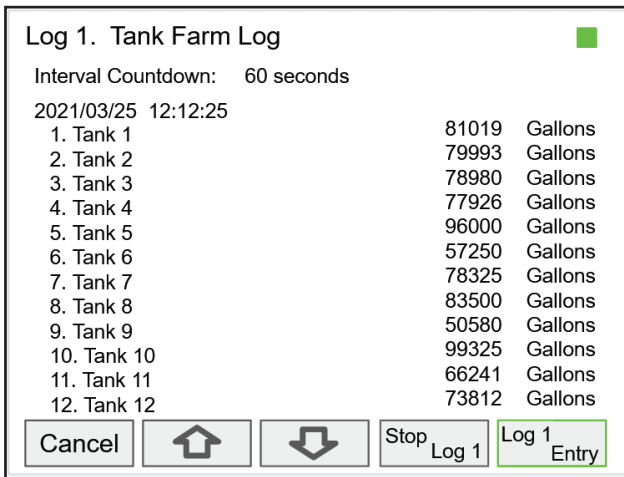 Log 1. Tank Farm Log
Interval Countdown: 60 seconds
2021/03/25 12:12:25
1. Tank 1 81019 Gallons
2. Tank 2 79993 Gallons
3. Tank 3 78980 Gallons
4. Tank 4 77926 Gallons
5. Tank 5 96000 Gallons
6. Tank 6 57250 Gallons
7. Tank 7 78325 Gallons
8. Tank 8 83500 Gallons
9. Tank 9 50580 Gallons
10. Tank 10 99325 Gallons
11. Tank 11 66241 Gallons
12. Tank 12 73812 Gallons
Cancel
Stop
Log 1
Log 1
Entry